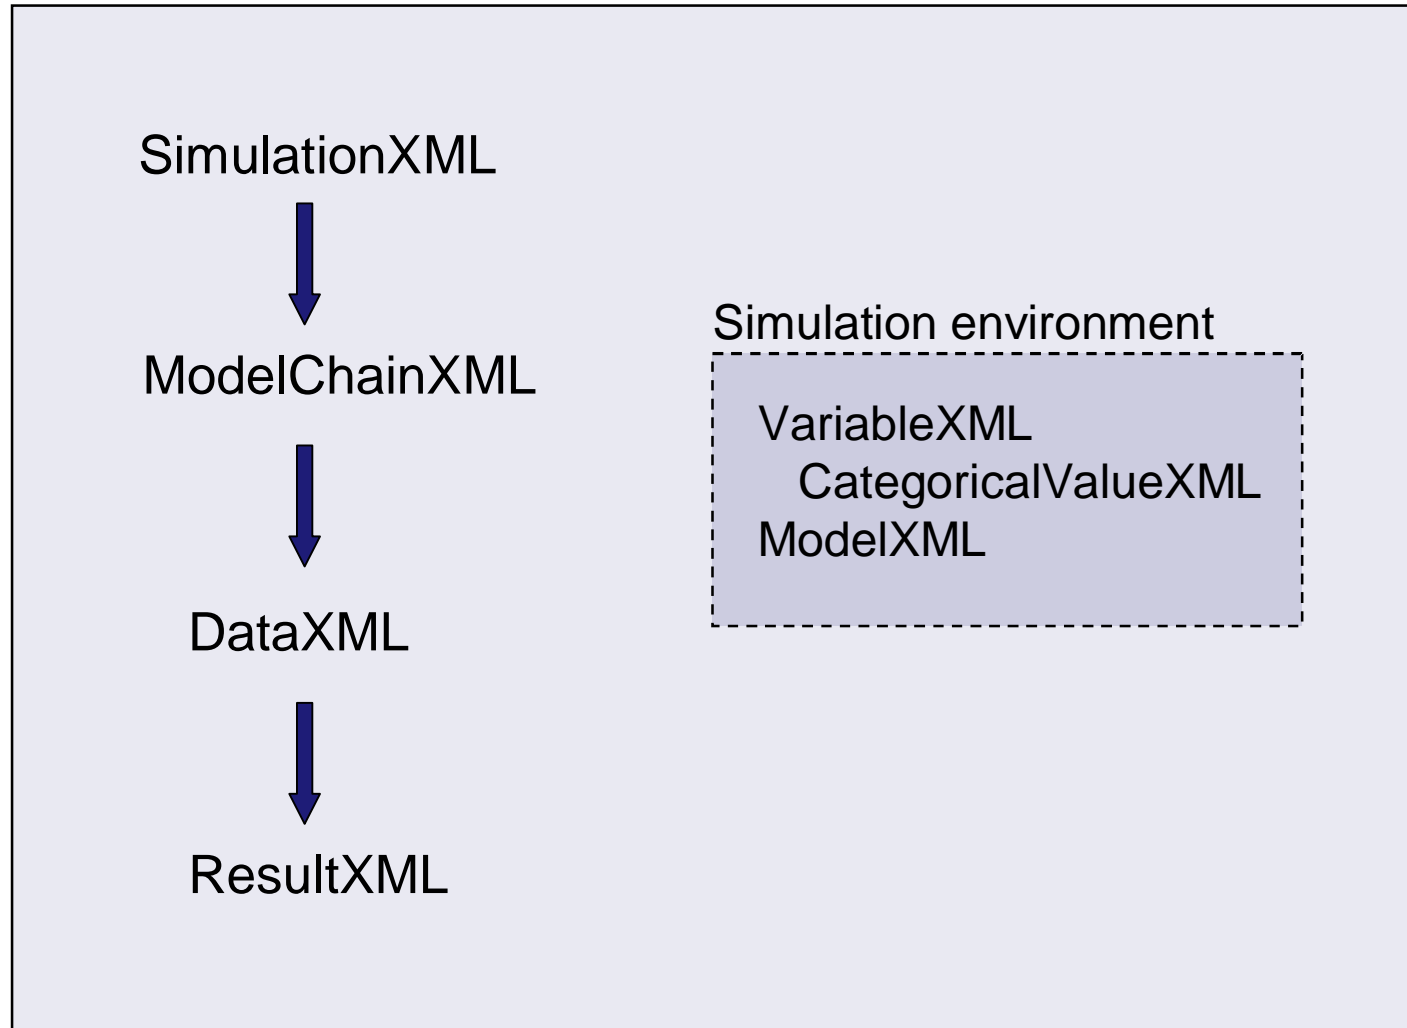 SimulationXML
ModelChainXML
DataXML
ResultXML
Simulation environment
VariableXML
CategoricalValueXML
ModelXML